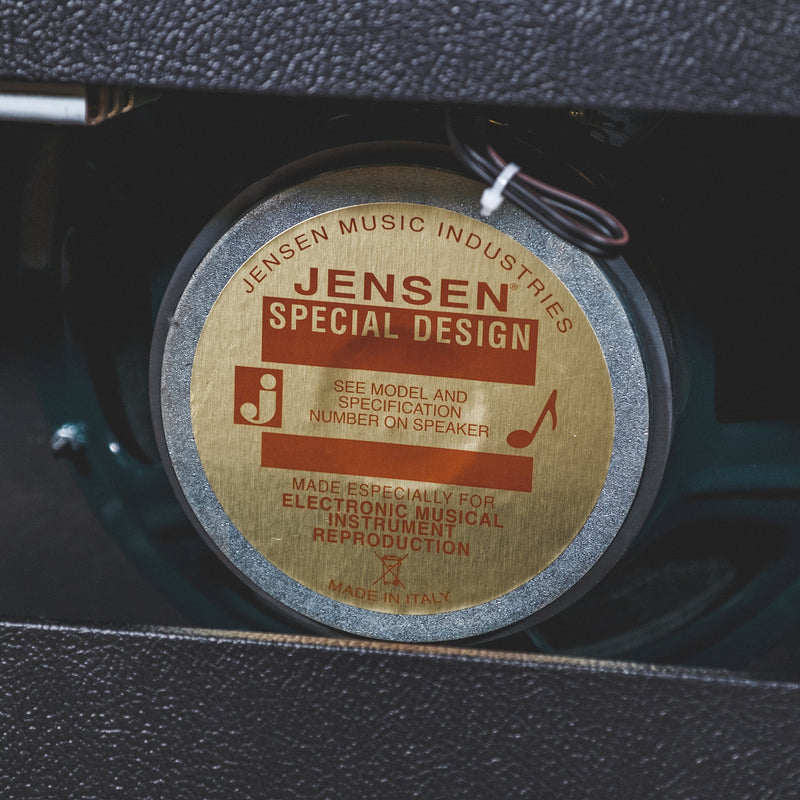 JENSEN MUSIC INDUSTRIES
JENSEN®
SPECIAL DESIGN
j
SEE MODEL AND
SPECIFICATION
NUMBER ON SPEAKER
MADE ESPECIALLY FOR
ELECTRONIC MUSICAL
INSTRUMENT
REPRODUCTION
MADE IN ITALY